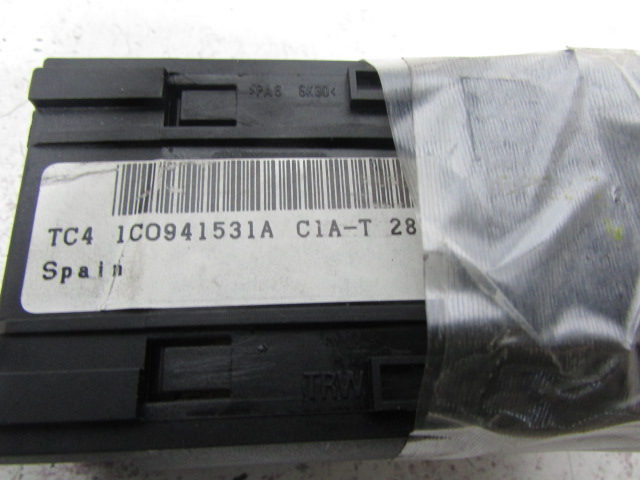 >PA6 GK30<
TC4 1C0941531A C1A-T 28
Spain
TRW